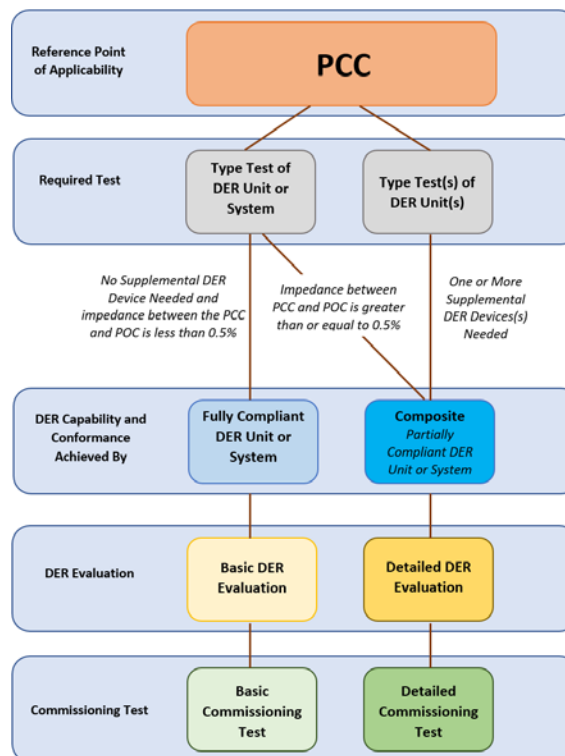 Reference Point
of Applicability
PCC
Required Test
Type Test of
DER Unit or
System
Type Test(s) of
DER Unit(s)
No Supplemental DER
Device Needed and
impedance between the PCC
and POC is less than 0.5%
Impedance between
PCC and POC is greater
than or equal to 0.5%
One or More
Supplemental
DER Devices(s)
Needed
DER Capability and
Conformance
Achieved By
Fully Compliant
DER Unit or
System
Composite
Partially
Compliant DER
Unit or System
DER Evaluation
Basic DER
Evaluation
Detailed DER
Evaluation
Commissioning Test
Basic
Commissioning
Test
Detailed
Commissioning
Test